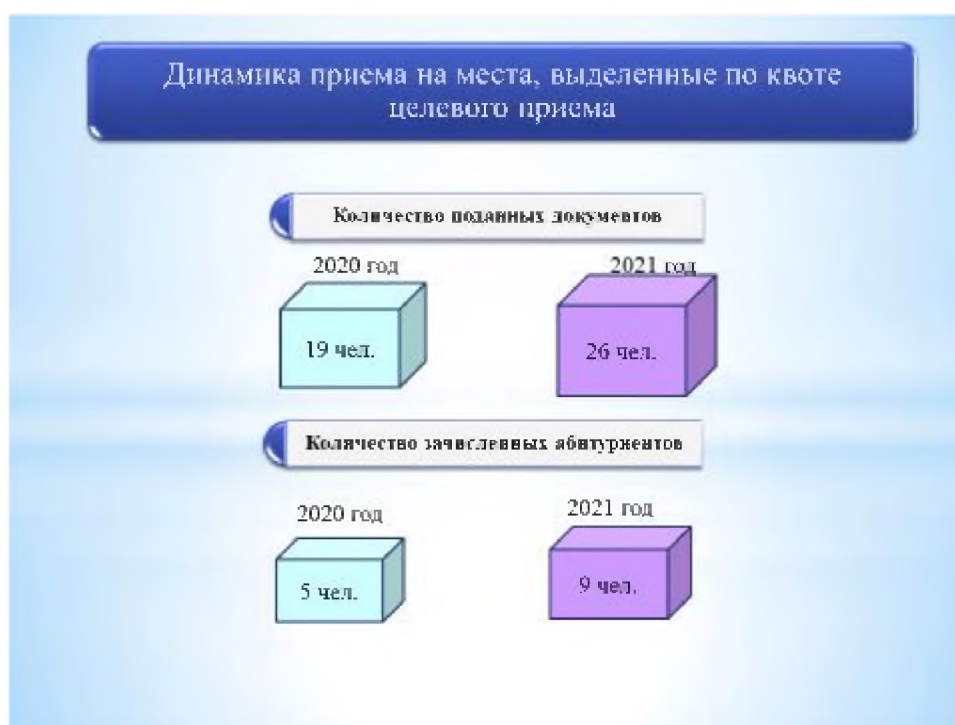 Динамика приема на места, выделенные по квоте
целевого приема
Количество поданных документов
2020 год
2021 год
19 чел.
26 чел.
Количество зачисленных абитуриентов
2020 год
2021 год
5 чел.
9 чел.